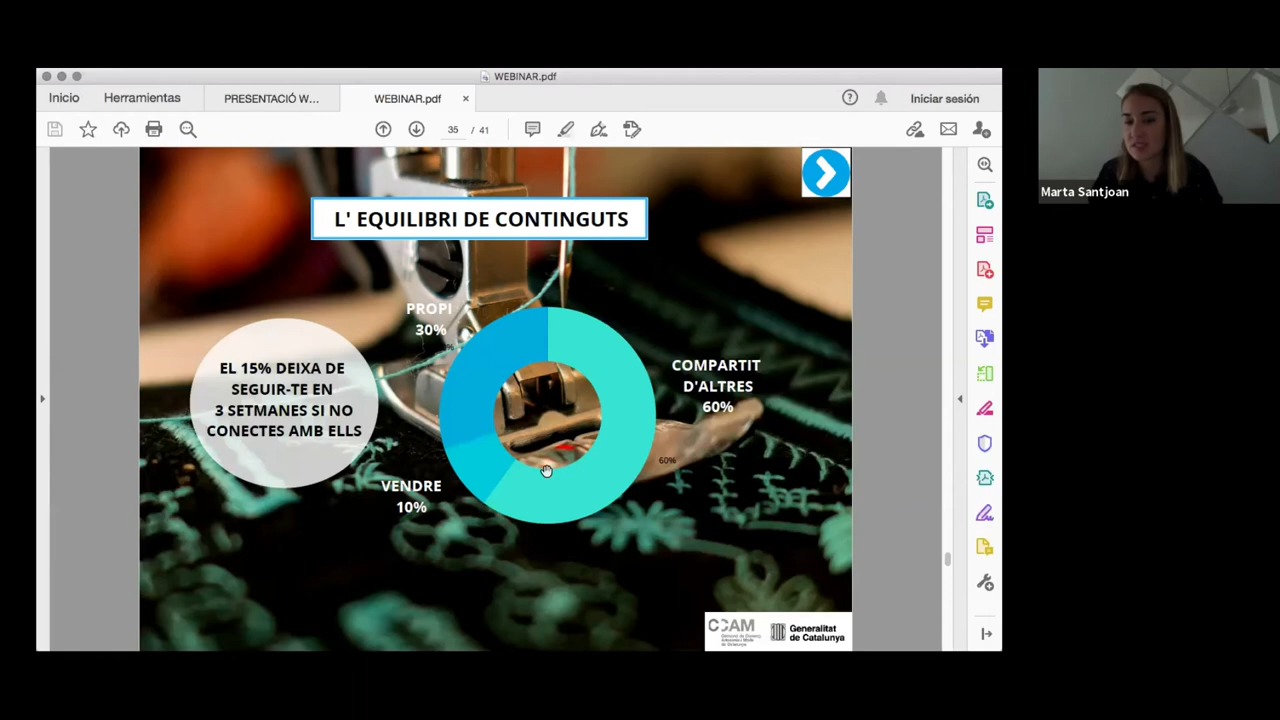 WEBINAR.pdf
Inicio
Herramientas
PRESENTACIÓ W...
WEBINAR.pdf
Iniciar sesión
35 / 41
Marta Santjoan
L' EQUILIBRI DE CONTINGUTS
PROPI
30%
EL 15% DEIXA DE
SEGUIR-TE EN
3 SETMANES SI NO
CONECTES AMB ELLS
COMPARTIT
D'ALTRES
60%
60%
VENDRE
10%
CCAM
Generalitat
de Catalunya